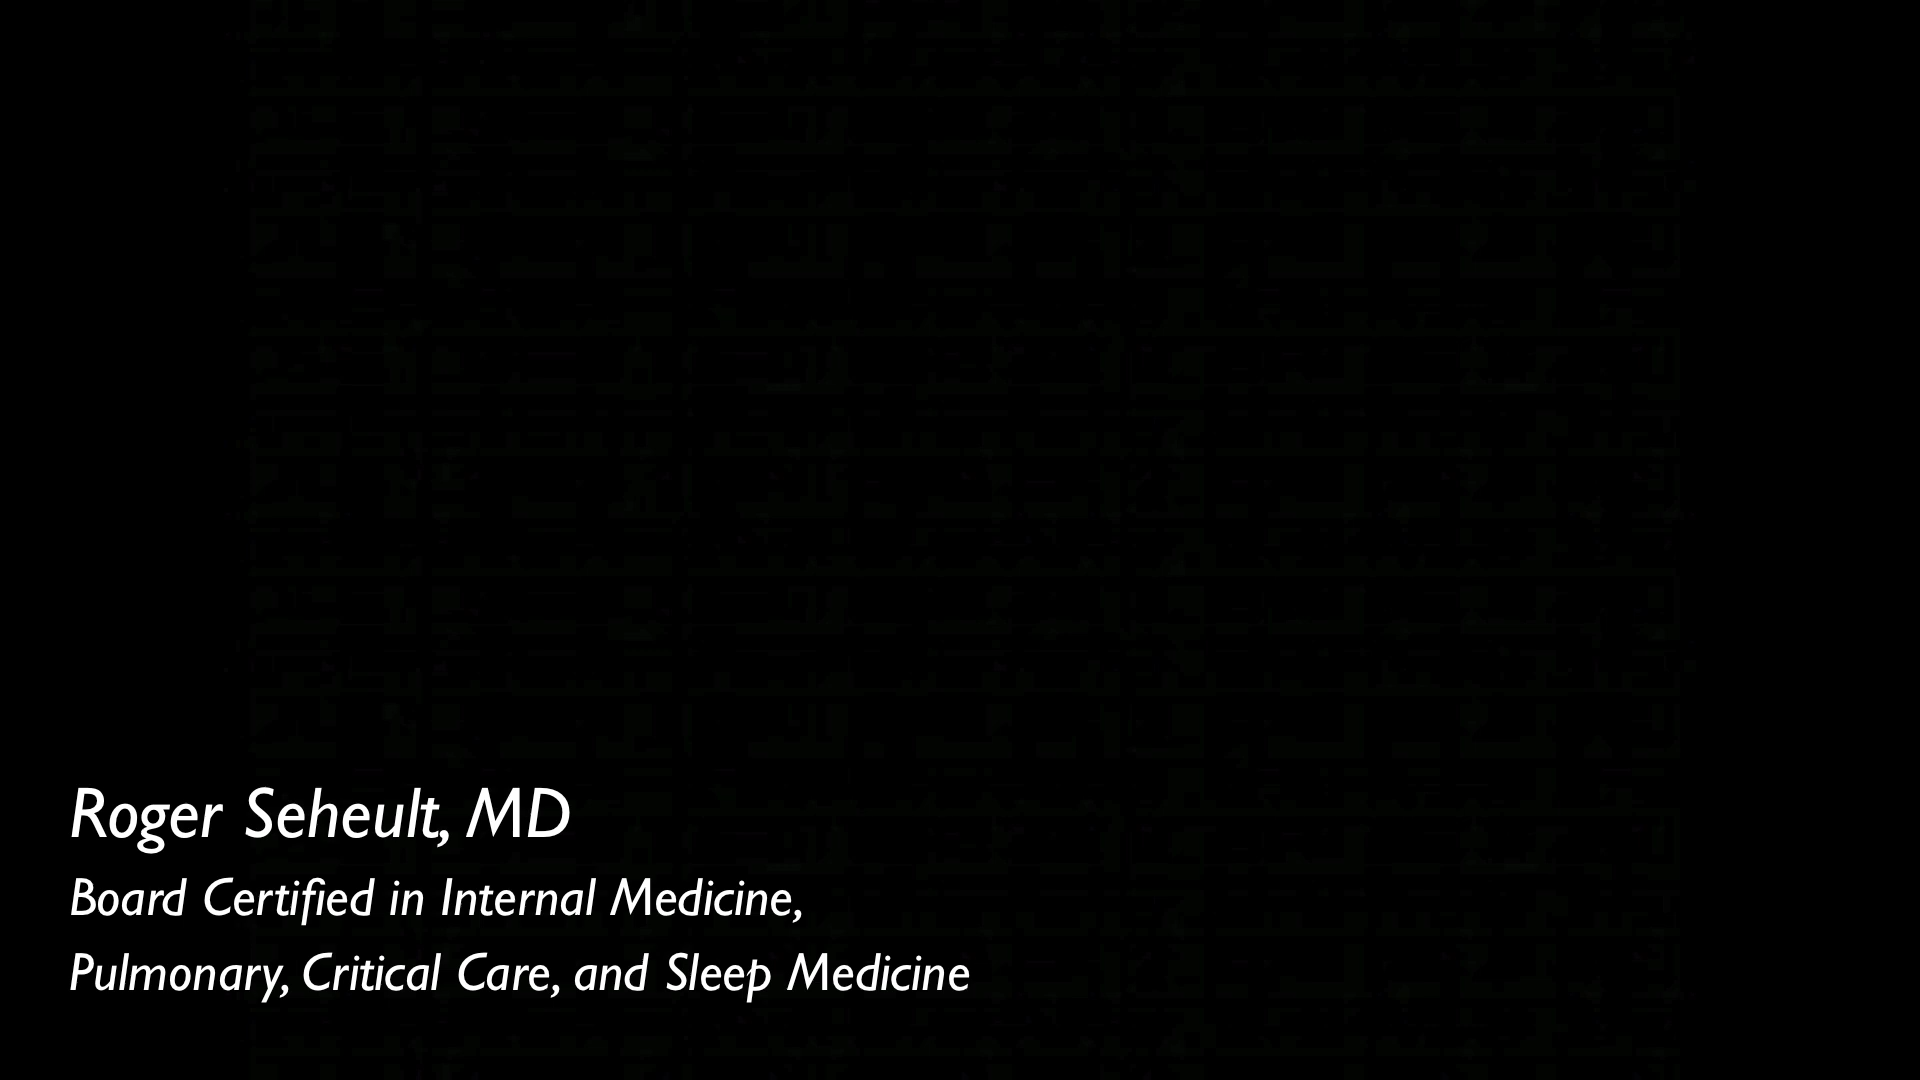 Roger Seheult, MD
Board Certified in Internal Medicine,
Pulmonary, Critical Care, and Sleep Medicine